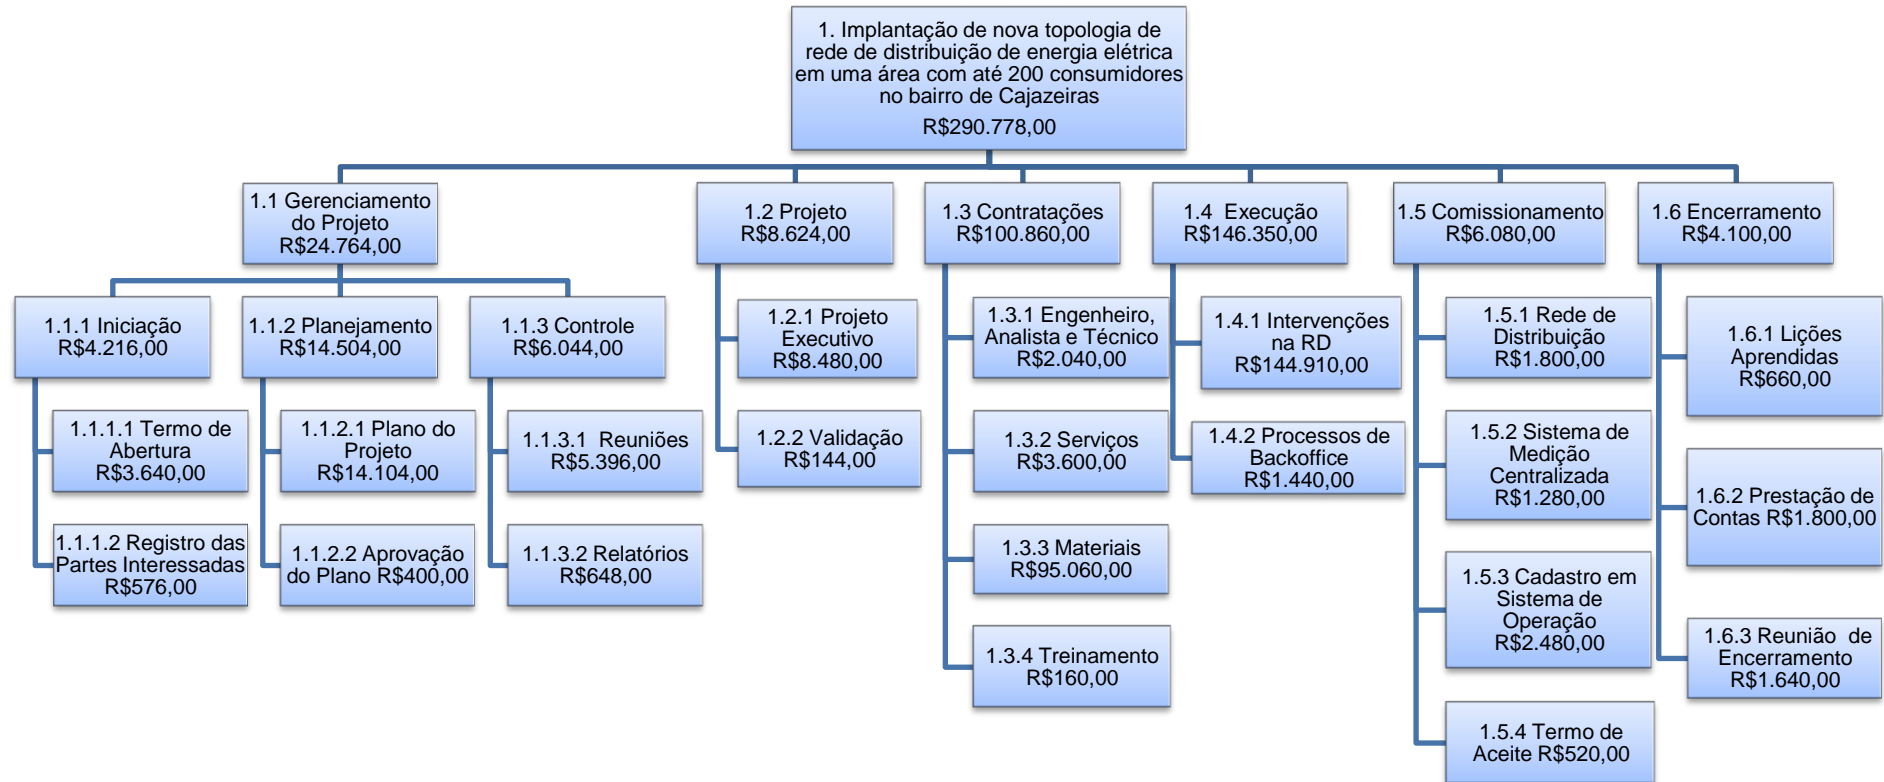 1. Implantação de nova topologia de
rede de distribuição de energia elétrica
em uma área com até 200 consumidores
no bairro de Cajazeiras
R$290.778,00
1.1 Gerenciamento
do Projeto
R$24.764,00
1.2 Projeto
R$8.624,00
1.3 Contratações
R$100.860,00
1.4 Execução
R$146.350,00
1.5 Comissionamento
R$6.080,00
1.6 Encerramento
R$4.100,00
1.1.1 Iniciação
R$4.216,00
1.1.2 Planejamento
R$14.504,00
1.1.3 Controle
R$6.044,00
1.1.1.1 Termo de
Abertura
R$3.640,00
1.1.1.2 Registro das
Partes Interessadas
R$576,00
1.1.2.1 Plano do
Projeto
R$14.104,00
1.1.2.2 Aprovação
do Plano R$400,00
1.1.3.1 Reuniões
R$5.396,00
1.1.3.2 Relatórios
R$648,00
1.2.1 Projeto
Executivo
R$8.480,00
1.2.2 Validação
R$144,00
1.3.1 Engenheiro,
Analista e Técnico
R$2.040,00
1.3.2 Serviços
R$3.600,00
1.3.3 Materiais
R$95.060,00
1.3.4 Treinamento
R$160,00
1.4.1 Intervenções
na RD
R$144.910,00
1.4.2 Processos de
Backoffice
R$1.440,00
1.5.1 Rede de
Distribuição
R$1.800,00
1.5.2 Sistema de
Medição
Centralizada
R$1.280,00
1.5.3 Cadastro em
Sistema de
Operação
R$2.480,00
1.5.4 Termo de
Aceite R$520,00
1.6.1 Lições
Aprendidas
R$660,00
1.6.2 Prestação de
Contas R$1.800,00
1.6.3 Reunião de
Encerramento
R$1.640,00